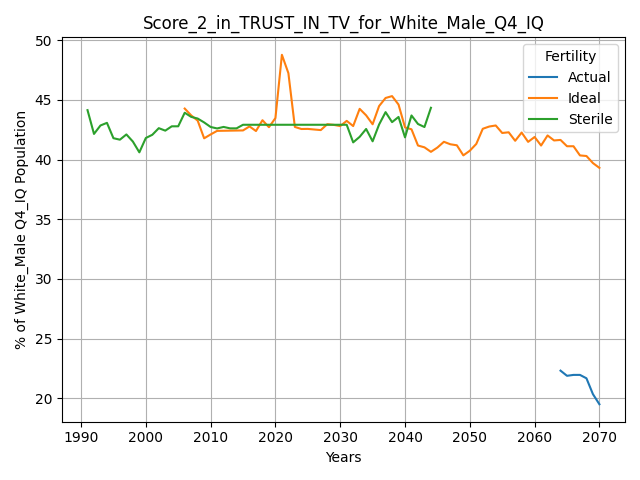 Score_2_in_TRUST_IN_TV_for_White_Male_Q4_IQ
% of White_Male Q4_IQ Population
50
45
40
35
30
25
20
Fertility
Actual
Ideal
Sterile
1990 2000 2010 2020 2030 2040 2050 2060 2070
Years